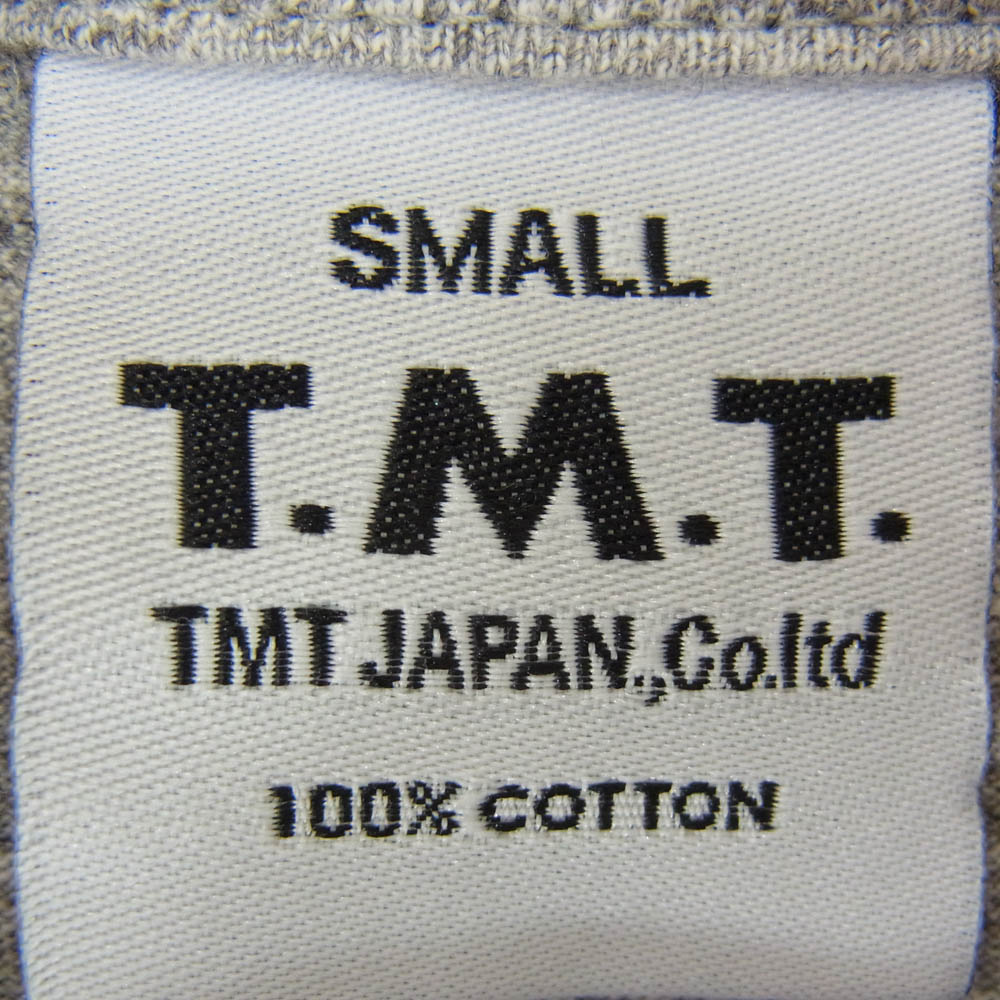 SMALL
T.M.T.
TMT JAPAN.,Co.ltd
100% COTTON